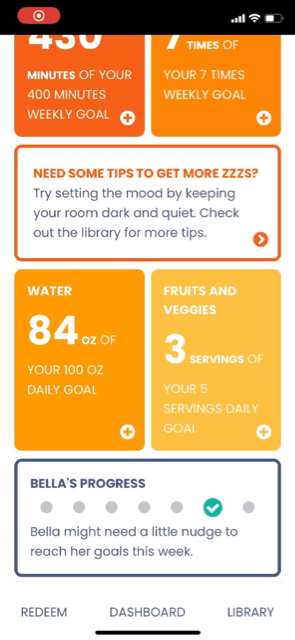 430
MINUTES OF YOUR
400 MINUTES
WEEKLY GOAL
7 TIMES OF
YOUR 7 TIMES
WEEKLY GOAL
NEED SOME TIPS TO GET MORE ZZZS?
Try setting the mood by keeping
your room dark and quiet. Check
out the library for more tips.
WATER
84 OZ OF
YOUR 100 OZ
DAILY GOAL
FRUITS AND
VEGGIES
3 SERVINGS OF
YOUR 5
SERVINGS DAILY
GOAL
BELLA'S PROGRESS
Bella might need a little nudge to
reach her goals this week.
REDEEM
DASHBOARD
LIBRARY